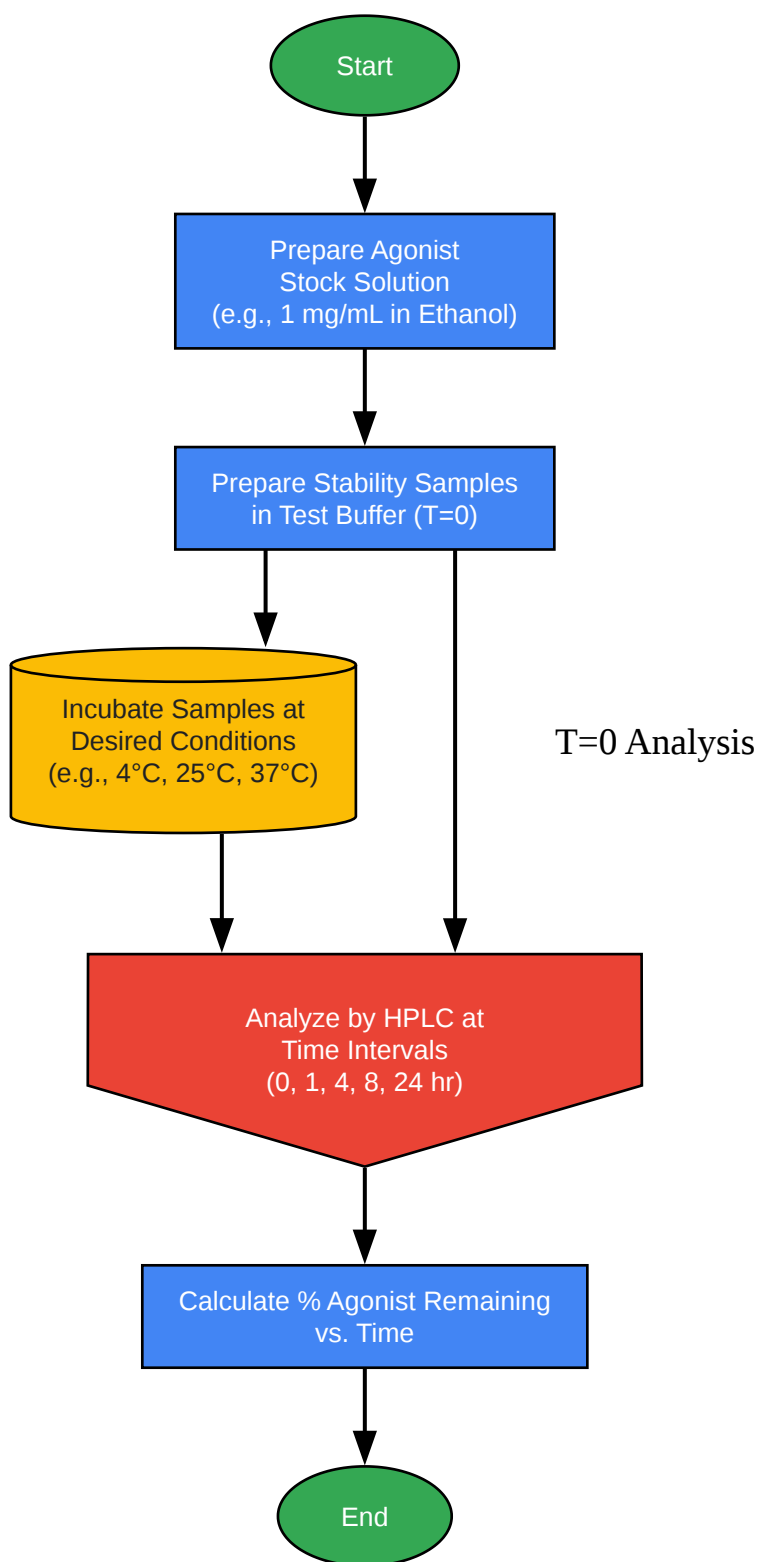 Start
Prepare Agonist
Stock Solution
(e.g., 1 mg/mL in Ethanol)
Prepare Stability Samples
in Test Buffer (T=0)
Incubate Samples at
Desired Conditions
(e.g., 4°C, 25°C, 37°C)
T=0 Analysis
Analyze by HPLC at
Time Intervals
(0, 1, 4, 8, 24 hr)
Calculate % Agonist Remaining
vs. Time
End